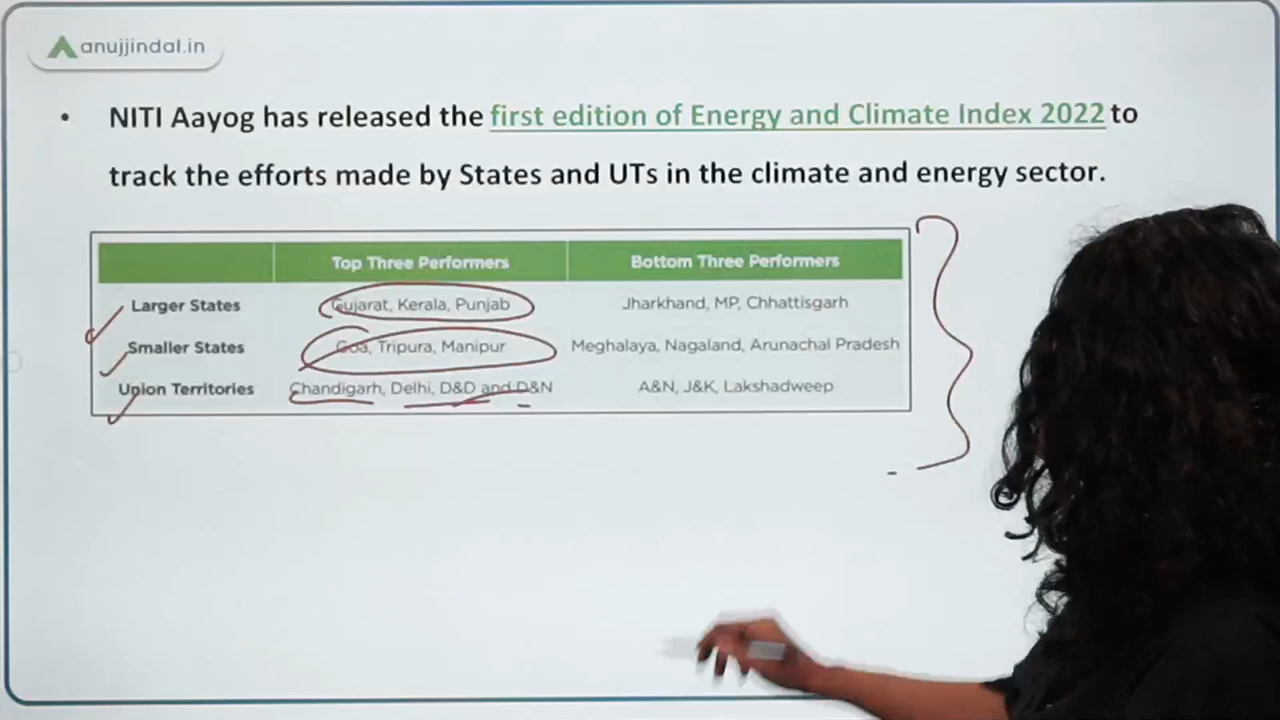 anujjindal.in
• NITI Aayog has released the first edition of Energy and Climate Index 2022 to
track the efforts made by States and UTs in the climate and energy sector.
Top Three Performers Bottom Three Performers
Larger States Gujarat, Kerala, Punjab Jharkhand, MP, Chhattisgarh
Smaller States Goa, Tripura, Manipur Meghalaya, Nagaland, Arunachal Pradesh
Union Territories Chandigarh, Delhi, D&D and D&N A&N, J&K, Lakshadweep